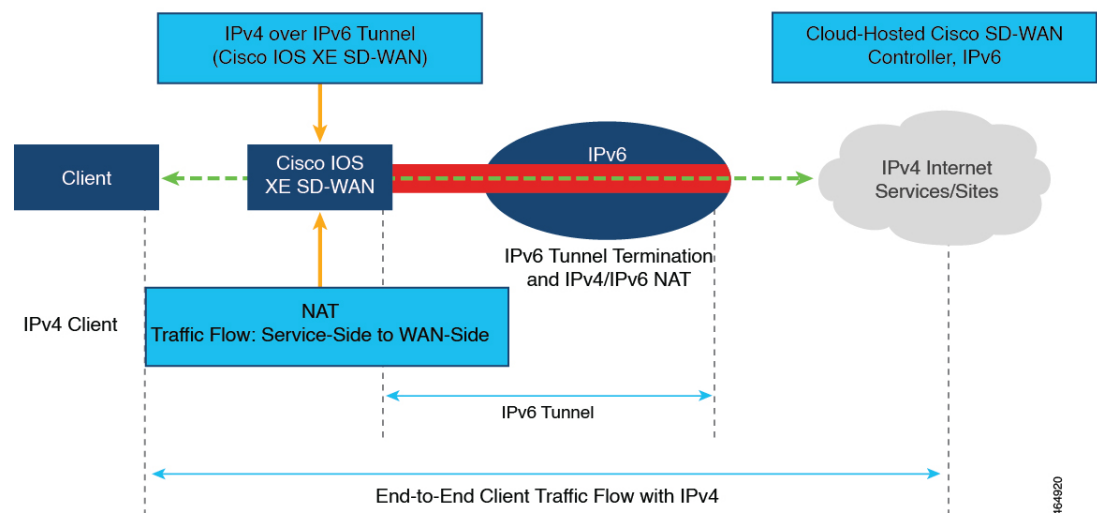 IPv4 over IPv6 Tunnel
(Cisco IOS XE SD-WAN)
Cloud-Hosted Cisco SD-WAN
Controller, IPv6
Client
Cisco IOS
XE SD-WAN
IPv6
IPv4 Internet
Services/Sites
IPv6 Tunnel Termination
and IPv4/IPv6 NAT
IPv4 Client
NAT
Traffic Flow: Service-Side to WAN-Side
IPv6 Tunnel
End-to-End Client Traffic Flow with IPv4
464920